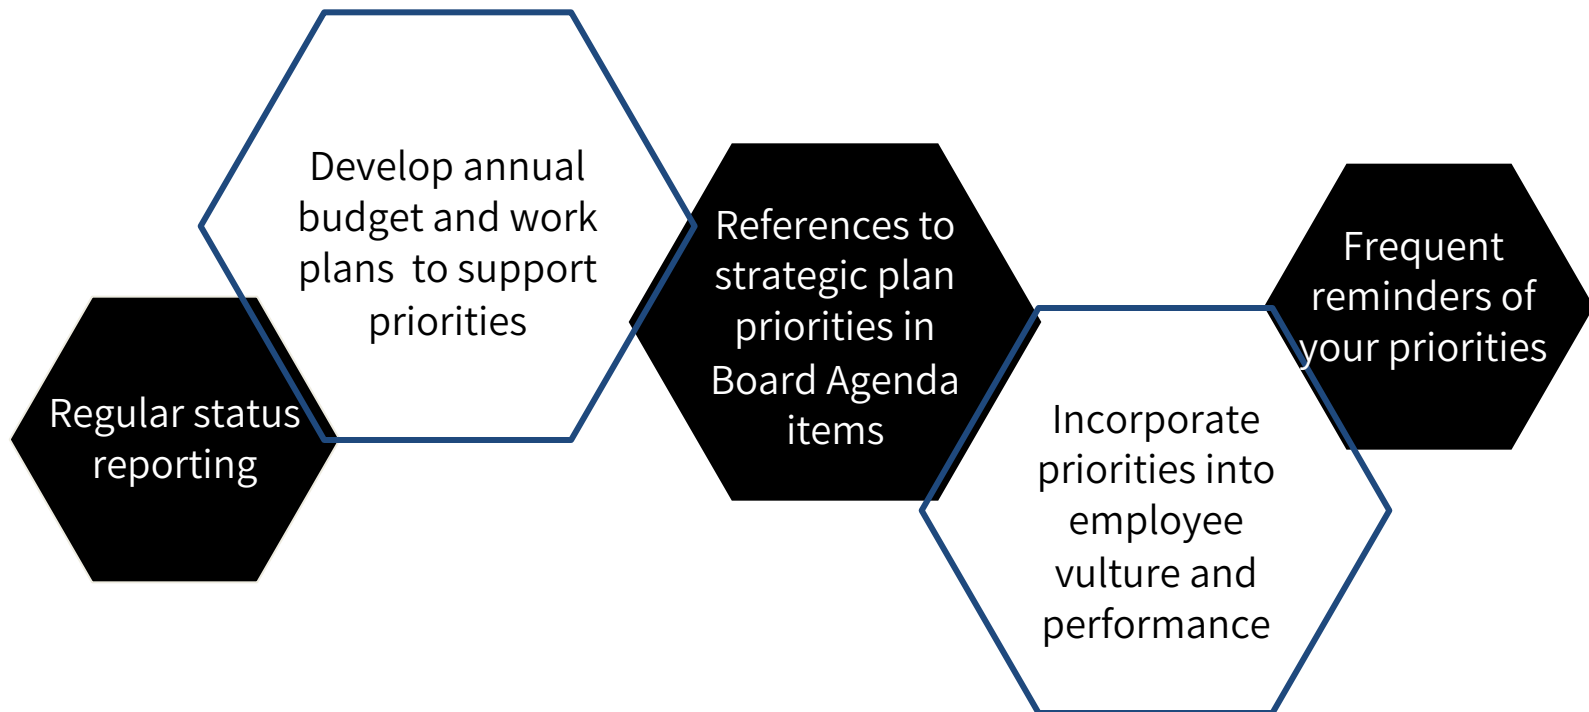 Regular status
reporting
Develop annual
budget and work
plans  to support
priorities
References to
strategic plan
priorities in
Board Agenda
items
Incorporate
priorities into
employee
vulture and
performance
Frequent
reminders of
your priorities